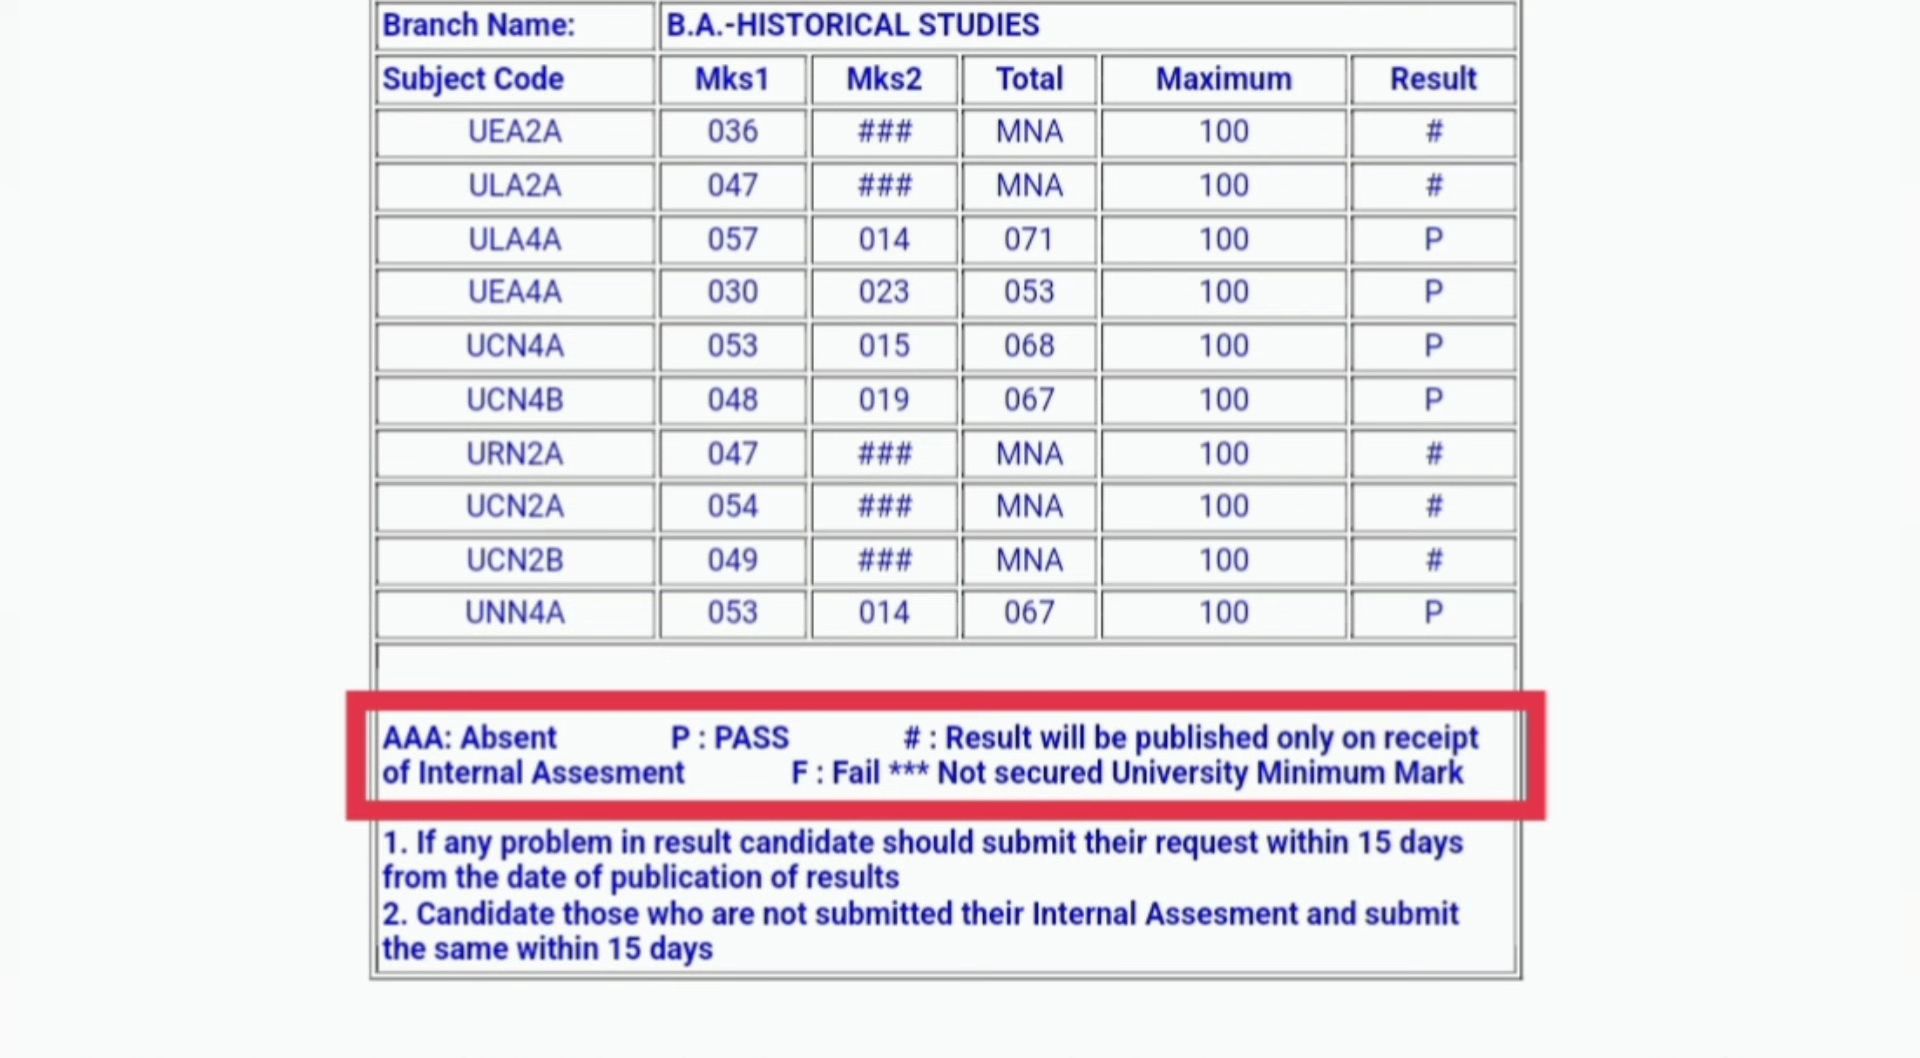 Branch Name: B.A.-HISTORICAL STUDIES
Subject Code Mks1 Mks2 Total Maximum Result
UEA2A 036 ### MNA 100 #
ULA2A 047 ### MNA 100 #
ULA4A 057 014 071 100 P
UEA4A 030 023 053 100 P
UCN4A 053 015 068 100 P
UCN4B 048 019 067 100 P
URN2A 047 ### MNA 100 #
UCN2A 054 ### MNA 100 #
UCN2B 049 ### MNA 100 #
UNN4A 053 014 067 100 P
AAA: Absent P : PASS # : Result will be published only on receipt
of Internal Assesment F : Fail *** Not secured University Minimum Mark
1. If any problem in result candidate should submit their request within 15 days
from the date of publication of results
2. Candidate those who are not submitted their Internal Assesment and submit
the same within 15 days